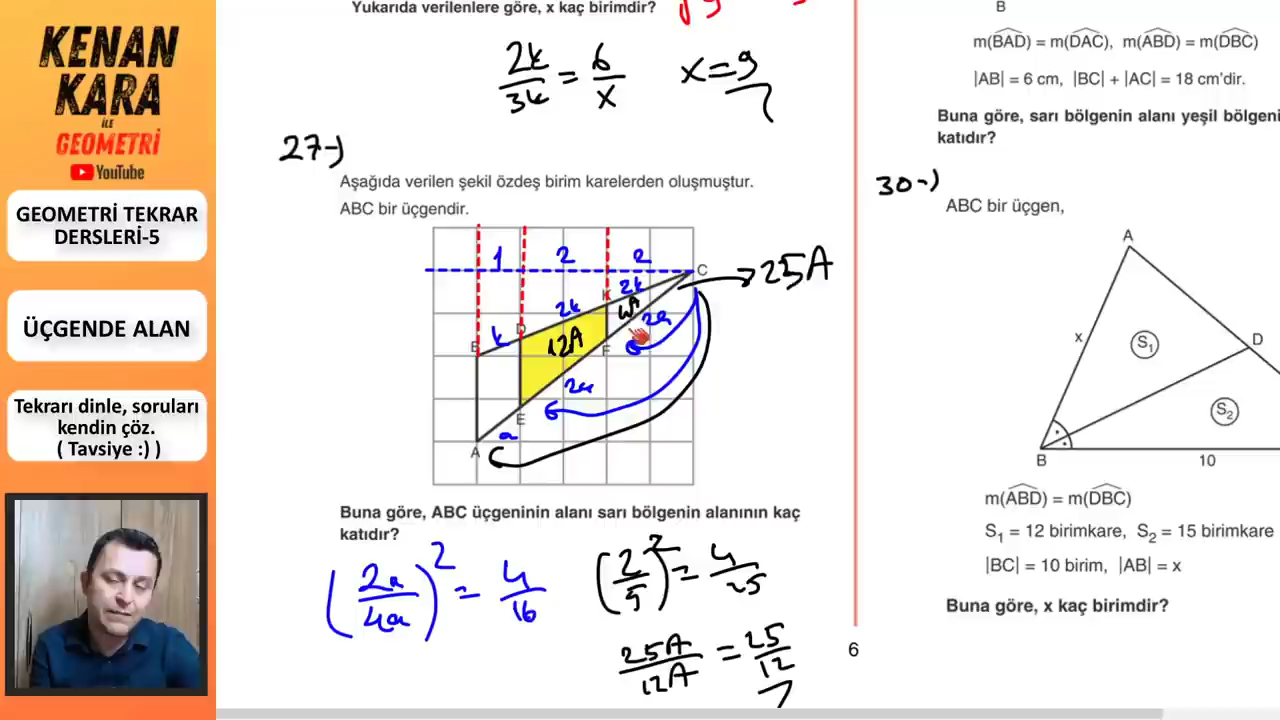 KENAN
KARA
İLE
GEOMETRİ
YouTube
GEOMETRİ TEKRAR
DERSLERİ-5
ÜÇGENDE ALAN
Tekrarı dinle, soruları
kendin çöz.
( Tavsiye :) )
Yukarıda verilenlere göre, x kaç birimdir?
2k/3k = 6/x x=9
27-)
Aşağıda verilen şekil özdeş birim karelerden oluşmuştur.
ABC bir üçgendir.
1 2 2
C
25A
2k
K
2k
4A
D
k
12A
2a
B
F
2a
E
a
A
Buna göre, ABC üçgeninin alanı sarı bölgenin alanının kaç
katıdır?
(2a/4a)² = 4/16
(2/5)² = 4/25
25A/12A = 25/12
6
B
m(BAD) = m(DAC), m(ABD) = m(DBC)
|AB| = 6 cm, |BC| + |AC| = 18 cm'dir.
Buna göre, sarı bölgenin alanı yeşil bölgeni
katıdır?
30-)
ABC bir üçgen,
A
x
S₁
D
S₂
B
10
m(ABD) = m(DBC)
S₁ = 12 birimkare, S₂ = 15 birimkare
|BC| = 10 birim, |AB| = x
Buna göre, x kaç birimdir?